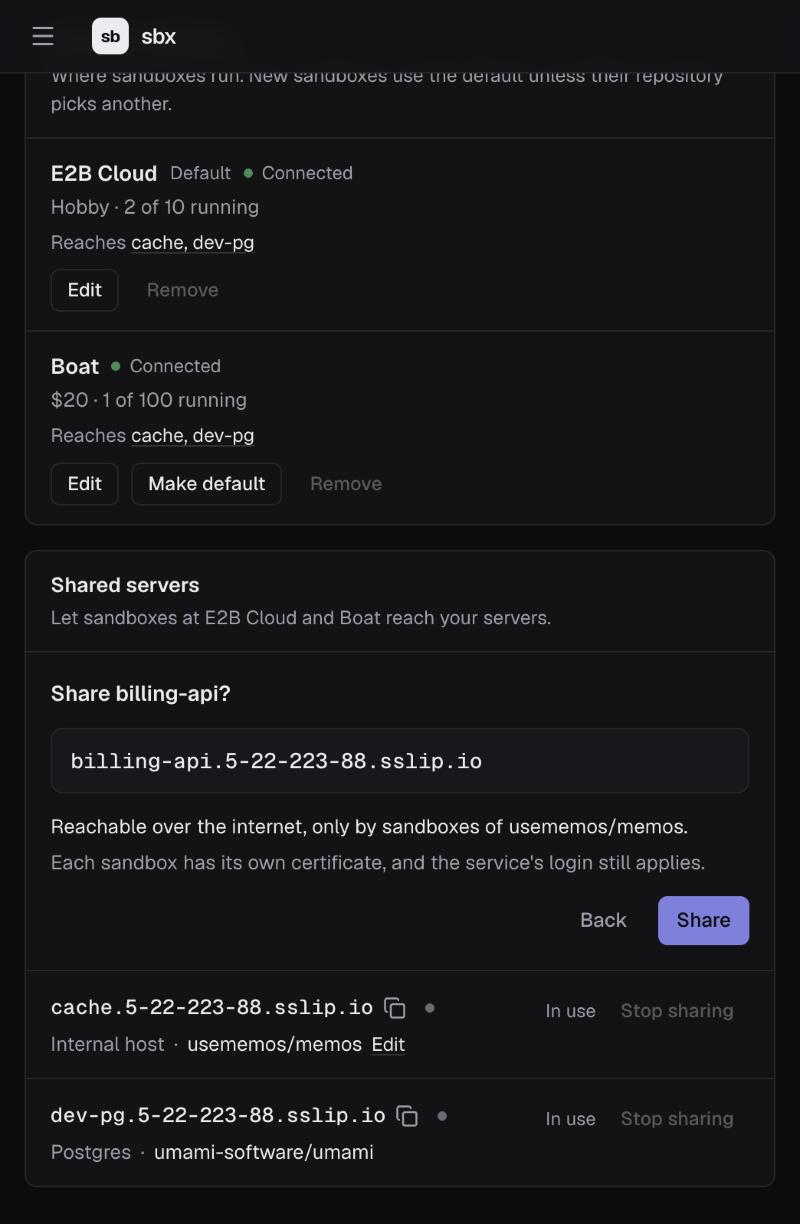 sb sbx
Where sandboxes run. New sandboxes use the default unless their repository
picks another.
E2B Cloud Default Connected
Hobby · 2 of 10 running
Reaches cache, dev-pg
Edit Remove
Boat Connected
$20 · 1 of 100 running
Reaches cache, dev-pg
Edit Make default Remove
Shared servers
Let sandboxes at E2B Cloud and Boat reach your servers.
Share billing-api?
billing-api.5-22-223-88.sslip.io
Reachable over the internet, only by sandboxes of usememos/memos.
Each sandbox has its own certificate, and the service's login still applies.
Back Share
cache.5-22-223-88.sslip.io In use Stop sharing
Internal host · usememos/memos Edit
dev-pg.5-22-223-88.sslip.io In use Stop sharing
Postgres · umami-software/umami